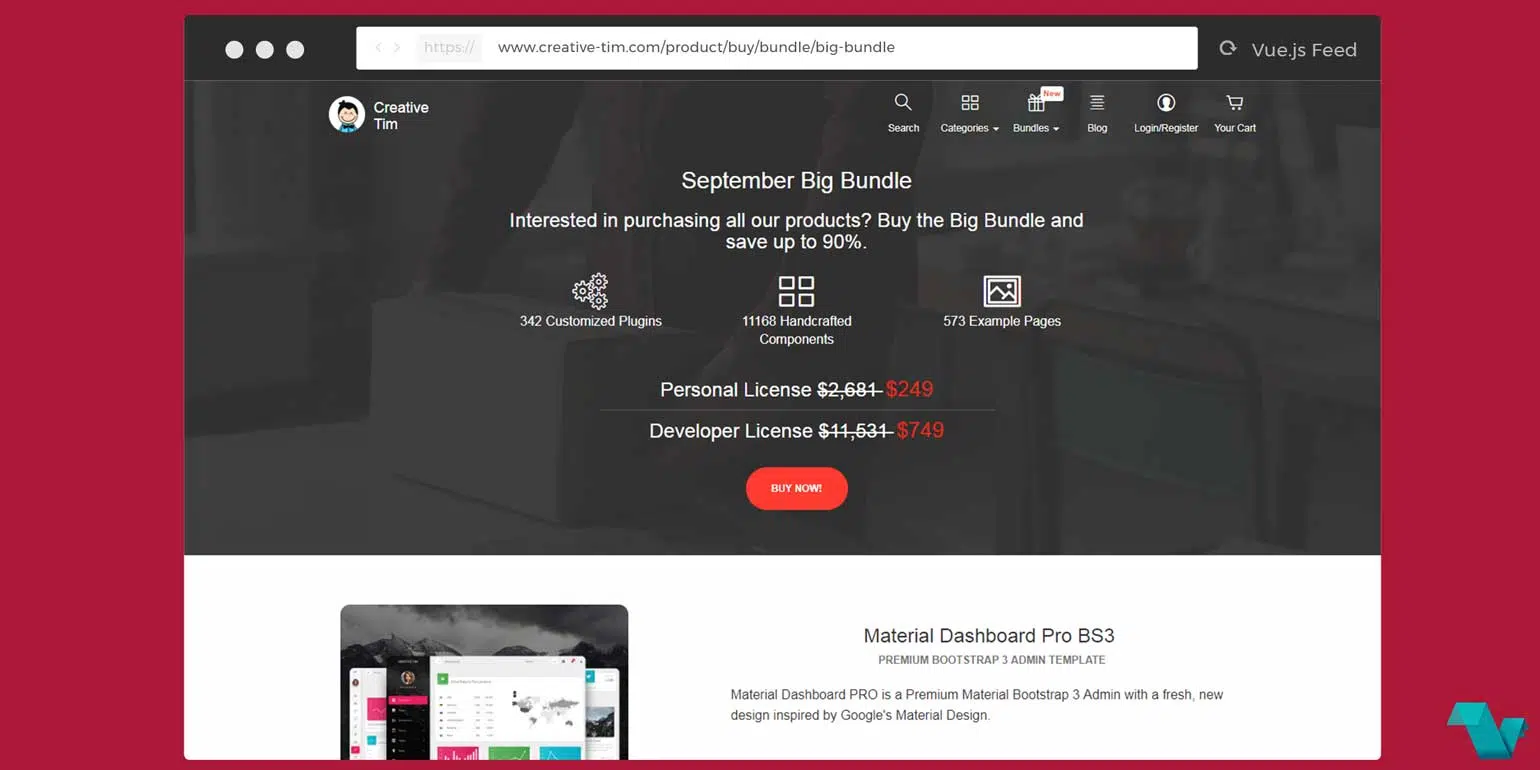 https://
www.creative-tim.com/product/buy/bundle/big-bundle
Vue.js Feed
Creative
Tim
New
Search
Categories
Bundles
Blog
Login/Register
Your Cart
September Big Bundle
Interested in purchasing all our products? Buy the Big Bundle and
save up to 90%.
342 Customized Plugins
11168 Handcrafted
Components
573 Example Pages
Personal License $2,681 $249
Developer License $11,531 $749
BUY NOW!
Material Dashboard Pro BS3
PREMIUM BOOTSTRAP 3 ADMIN TEMPLATE
Material Dashboard PRO is a Premium Material Bootstrap 3 Admin with a fresh, new
design inspired by Google's Material Design.